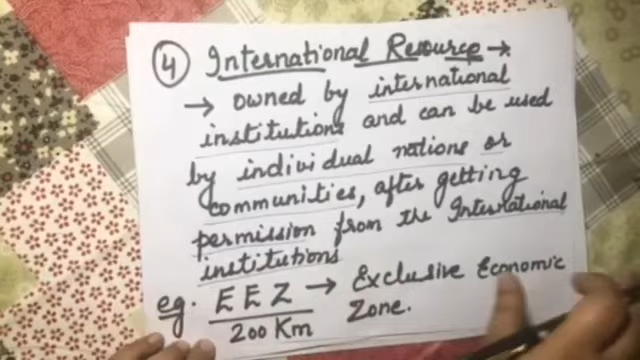 ④ International Resource →
→ owned by international
institutions and can be used
by individual nations or
communities, after getting
permission from the International
institutions
eg. EEZ → Exclusive Economic
200 Km Zone.